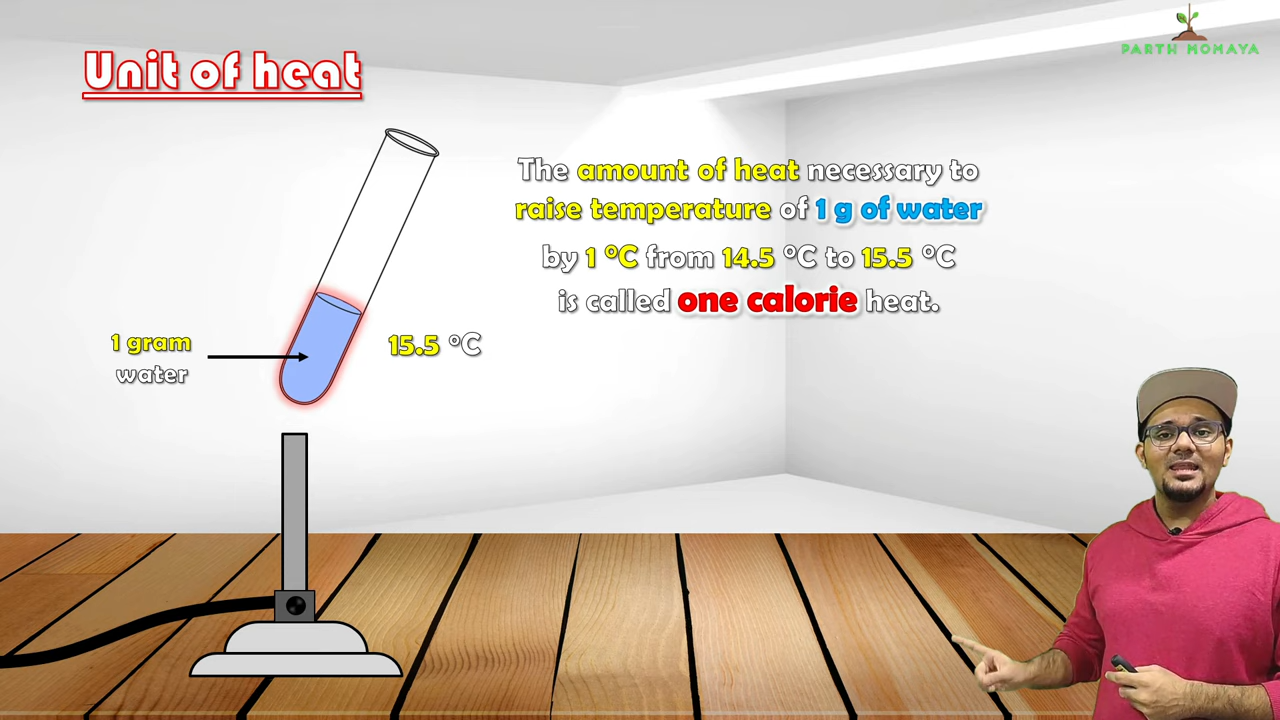 PARTH MOMAYA
Unit of heat
The amount of heat necessary to
raise temperature of 1 g of water
by 1 °C from 14.5 °C to 15.5 °C
is called one calorie heat.
1 gram
water
15.5 °C